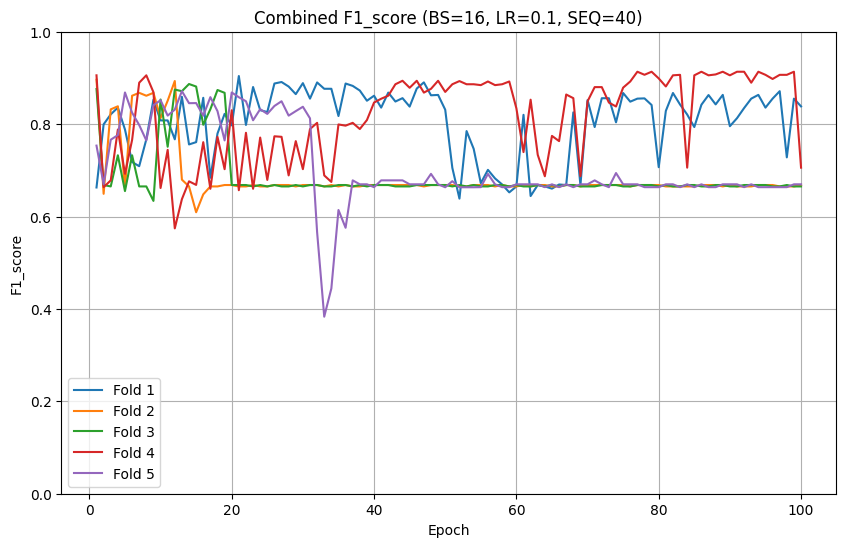 Combined F1_score (BS=16, LR=0.1, SEQ=40)
1.0
0.8
0.6
0.4
0.2
0.0
F1_score
Fold 1
Fold 2
Fold 3
Fold 4
Fold 5
0 20 40 60 80 100
Epoch